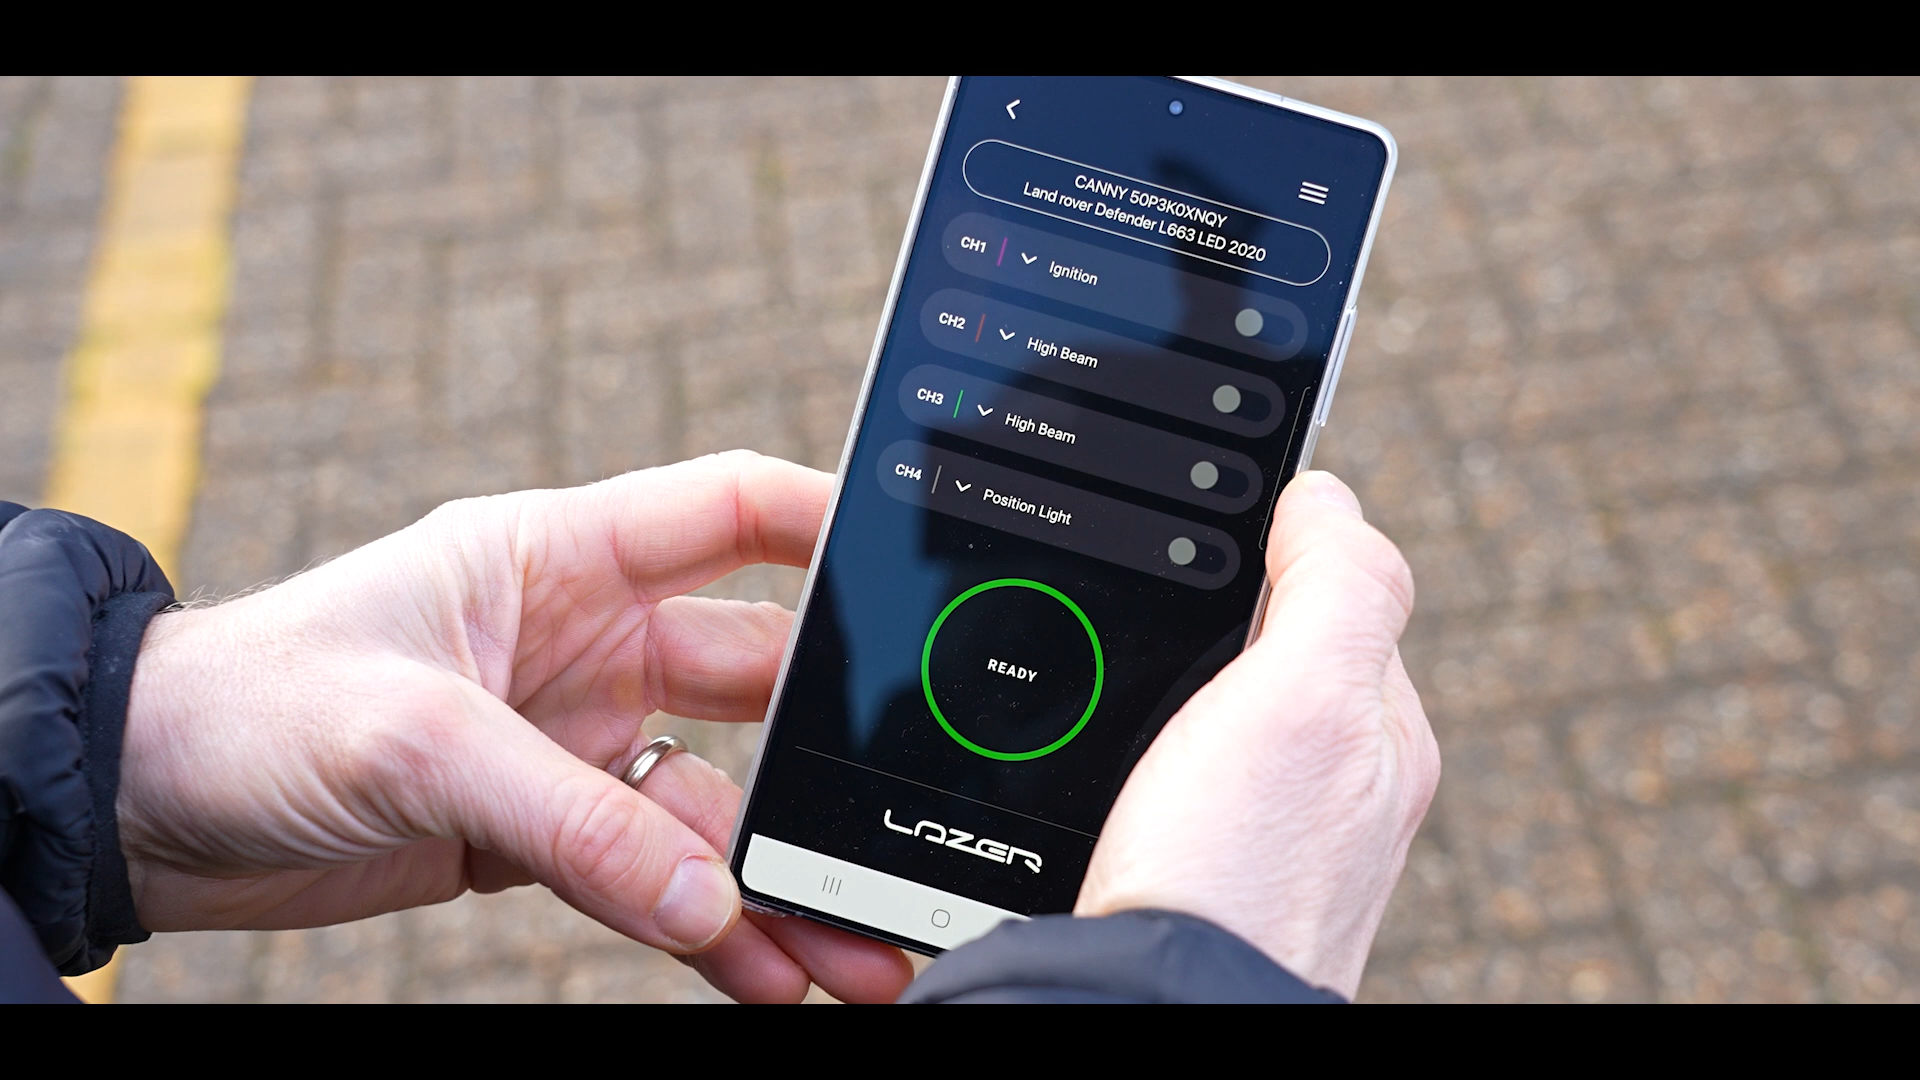 CANNY 50P3K0XNQY
Land rover Defender L663 LED 2020
CH1 Ignition
CH2 High Beam
CH3 High Beam
CH4 Position Light
READY
LAZER